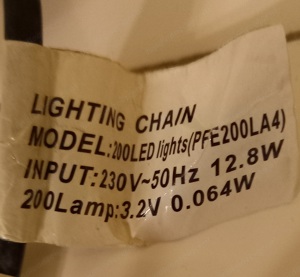 LIGHTING CHAIN
MODEL:200LED lights(PFE200LA4)
INPUT:230V~50Hz 12.8W
200Lamp:3.2V 0.064W